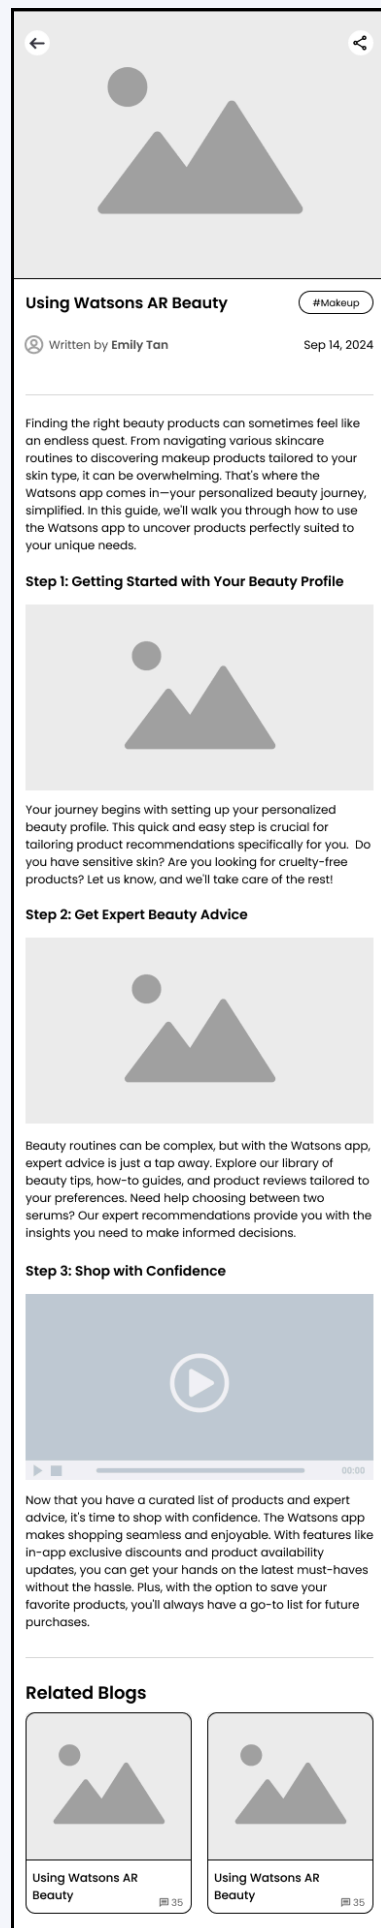 Using Watsons AR Beauty
#Makeup
Written by Emily Tan
Sep 14, 2024
Finding the right beauty products can sometimes feel like
an endless quest. From navigating various skincare
routines to discovering makeup products tailored to your
skin type, it can be overwhelming. That's where the
Watsons app comes in—your personalized beauty journey,
simplified. In this guide, we'll walk you through how to use
the Watsons app to uncover products perfectly suited to
your unique needs.
Step 1: Getting Started with Your Beauty Profile
Your journey begins with setting up your personalized
beauty profile. This quick and easy step is crucial for
tailoring product recommendations specifically for you.  Do
you have sensitive skin? Are you looking for cruelty-free
products? Let us know, and we'll take care of the rest!
Step 2: Get Expert Beauty Advice
Beauty routines can be complex, but with the Watsons app,
expert advice is just a tap away. Explore our library of
beauty tips, how-to guides, and product reviews tailored to
your preferences. Need help choosing between two
serums? Our expert recommendations provide you with the
insights you need to make informed decisions.
Step 3: Shop with Confidence
00:00
Now that you have a curated list of products and expert
advice, it's time to shop with confidence. The Watsons app
makes shopping seamless and enjoyable. With features like
in-app exclusive discounts and product availability
updates, you can get your hands on the latest must-haves
without the hassle. Plus, with the option to save your
favorite products, you'll always have a go-to list for future
purchases.
Related Blogs
Using Watsons AR
Beauty
35
Using Watsons AR
Beauty
35